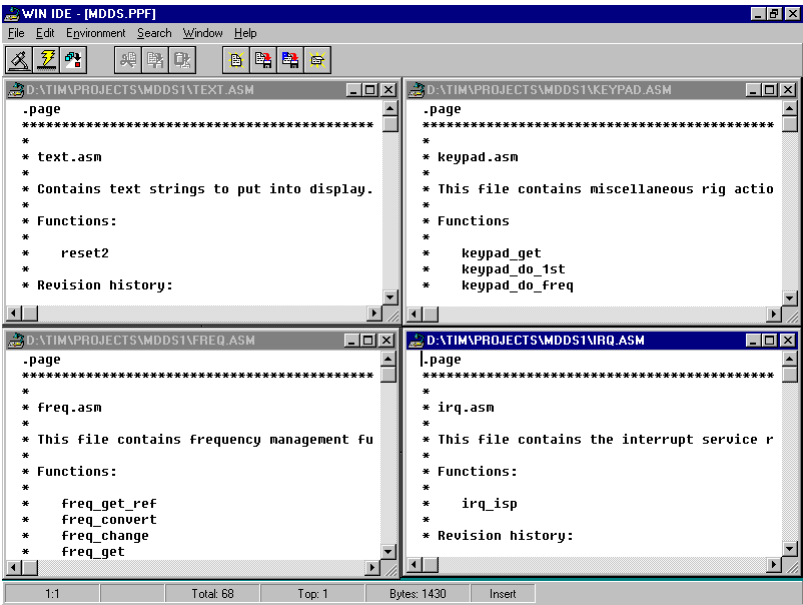 WIN IDE - [MDDS.PPF]
File Edit Environment Search Window Help
D:\TIM\PROJECTS\MDDS1\TEXT.ASM
.page
********************************************
*
* text.asm
*
* Contains text strings to put into display.
*
* Functions:
*
* reset2
*
* Revision history:
D:\TIM\PROJECTS\MDDS1\KEYPAD.ASM
.page
********************************************
*
* keypad.asm
*
* This file contains miscellaneous rig actio
*
* Functions
*
* keypad_get
* keypad_do_1st
* keypad_do_freq
D:\TIM\PROJECTS\MDDS1\FREQ.ASM
.page
********************************************
*
* freq.asm
*
* This file contains frequency management fu
*
* Functions:
*
* freq_get_ref
* freq_convert
* freq_change
* freq_get
D:\TIM\PROJECTS\MDDS1\IRQ.ASM
.page
********************************************
*
* irq.asm
*
* This file contains the interrupt service r
*
* Functions:
*
* irq_isp
*
* Revision history:
1:1 Total: 68 Top: 1 Bytes: 1430 Insert